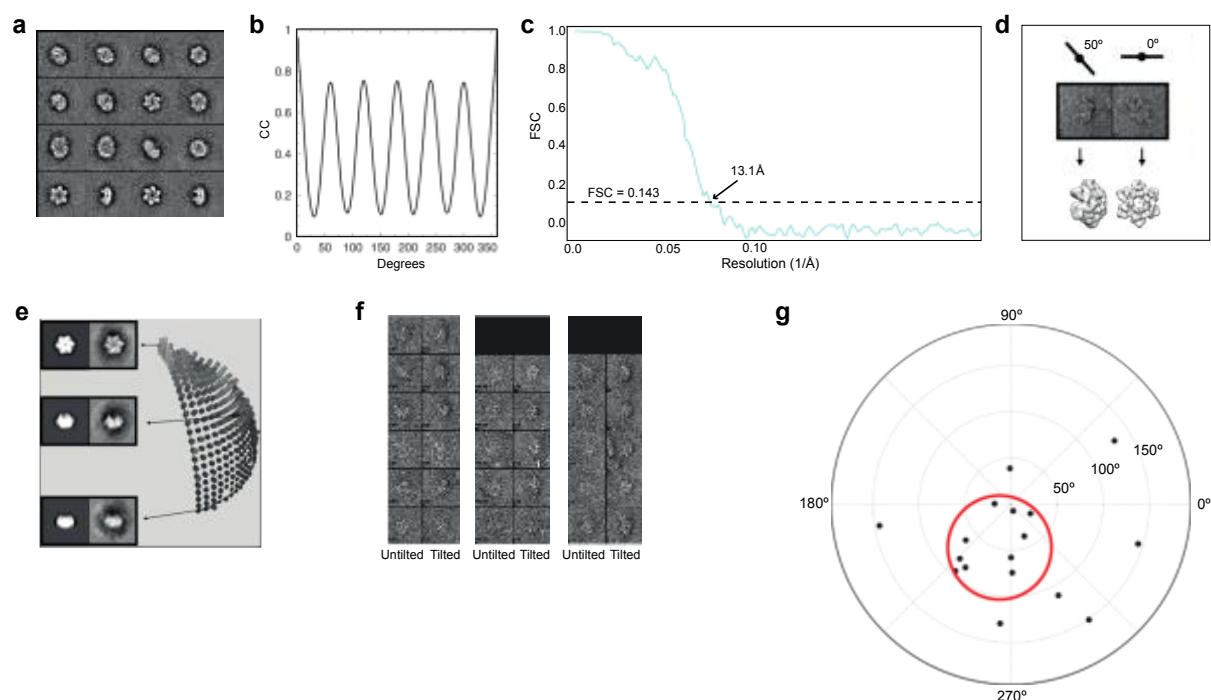 a
b
CC
1
0.8
0.6
0.4
0.2
0
0 50 100 150 200 250 300 350
Degrees
c
FSC
1.0
0.8
0.6
0.4
0.2
0.0
FSC = 0.143
13.1Å
0.0 0.05 0.10
Resolution (1/Å)
d
50º 0º
e
f
Untilted Tilted Untilted Tilted Untilted Tilted
g
90º
150º
100º
50º
180º
0º
270º